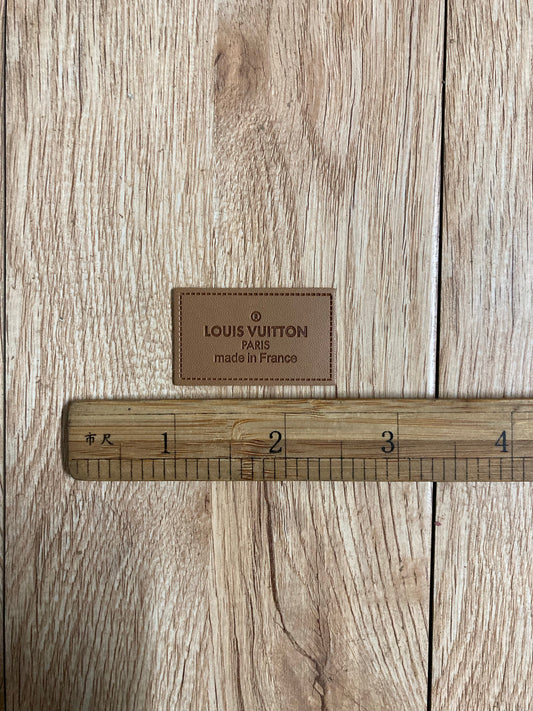 ®
LOUIS VUITTON
PARIS
made in France
市尺 1 2 3 4